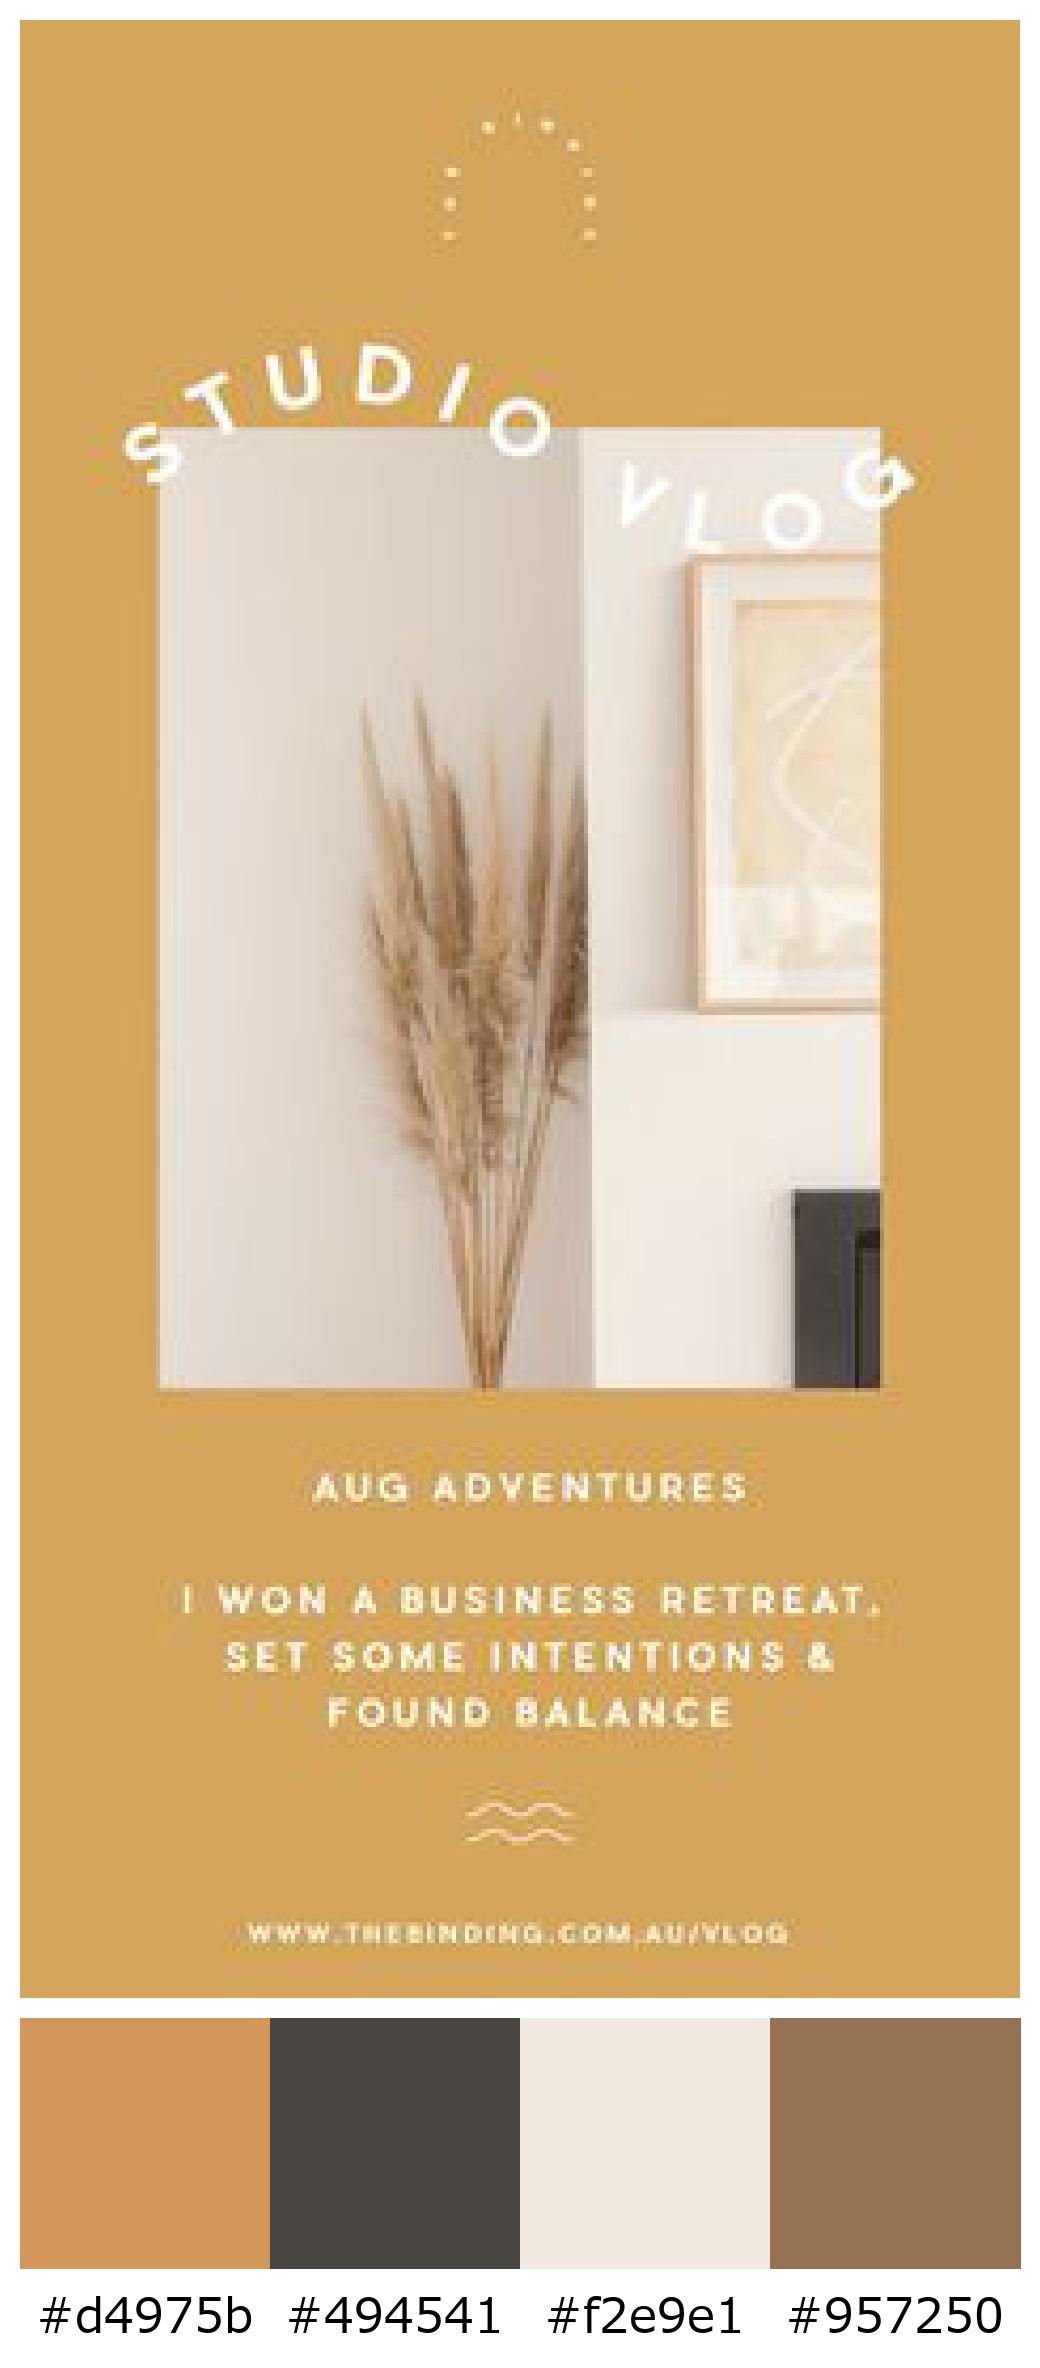 STUDIO VLOG
AUG ADVENTURES
I WON A BUSINESS RETREAT,
SET SOME INTENTIONS &
FOUND BALANCE
WWW.THEBINDING.COM.AU/VLOG
#d4975b #494541 #f2e9e1 #957250